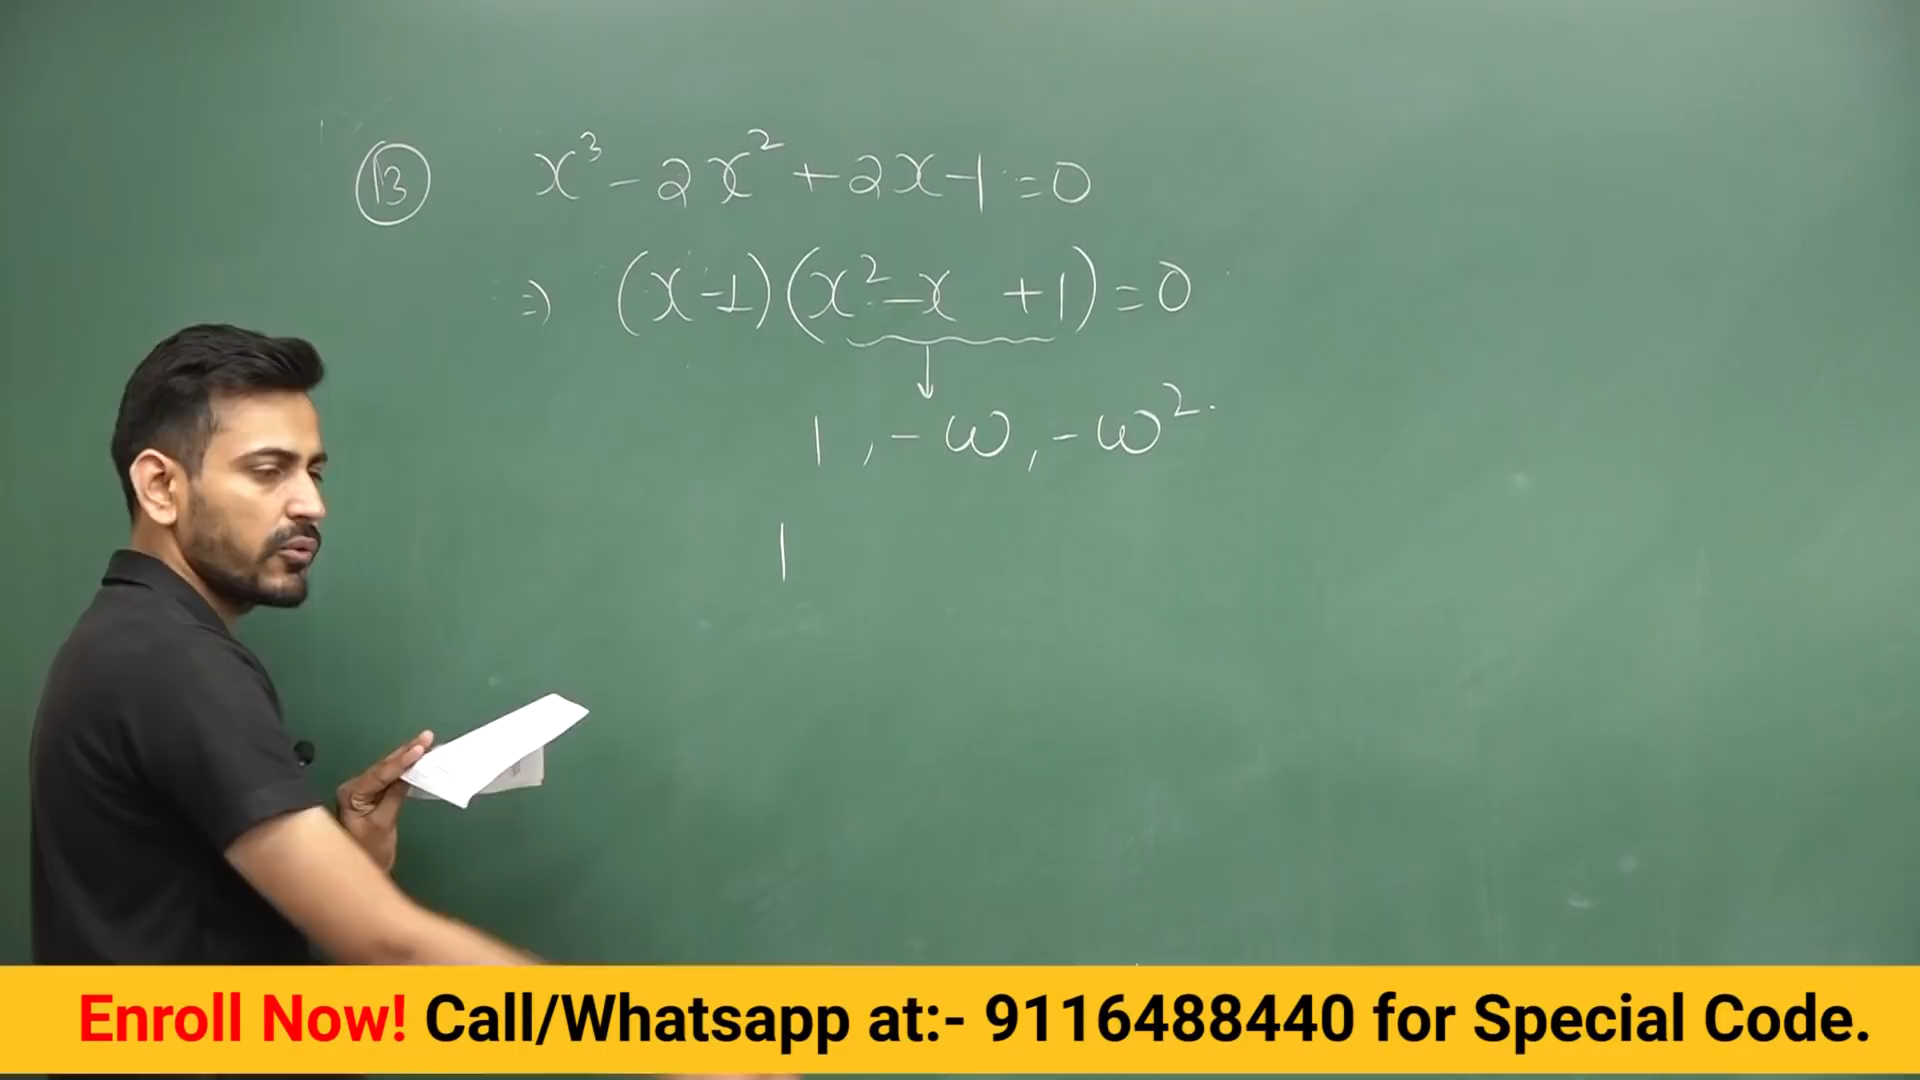 13 x³ - 2x² + 2x - 1 = 0
⇒ (x - 1)(x² - x + 1) = 0
↓
1, -ω, -ω².
1
Enroll Now! Call/Whatsapp at:- 9116488440 for Special Code.